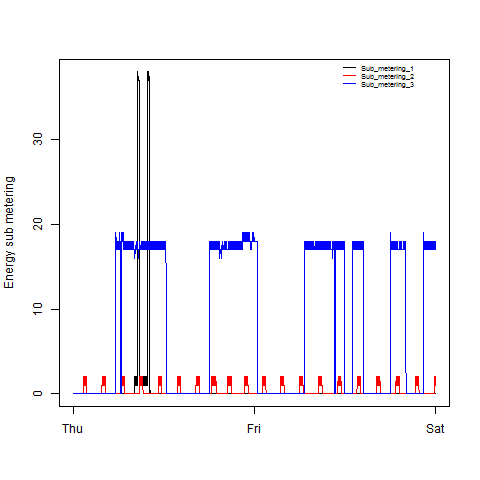 Sub_metering_1
Sub_metering_2
Sub_metering_3
Energy sub metering
30
20
10
0
Thu Fri Sat